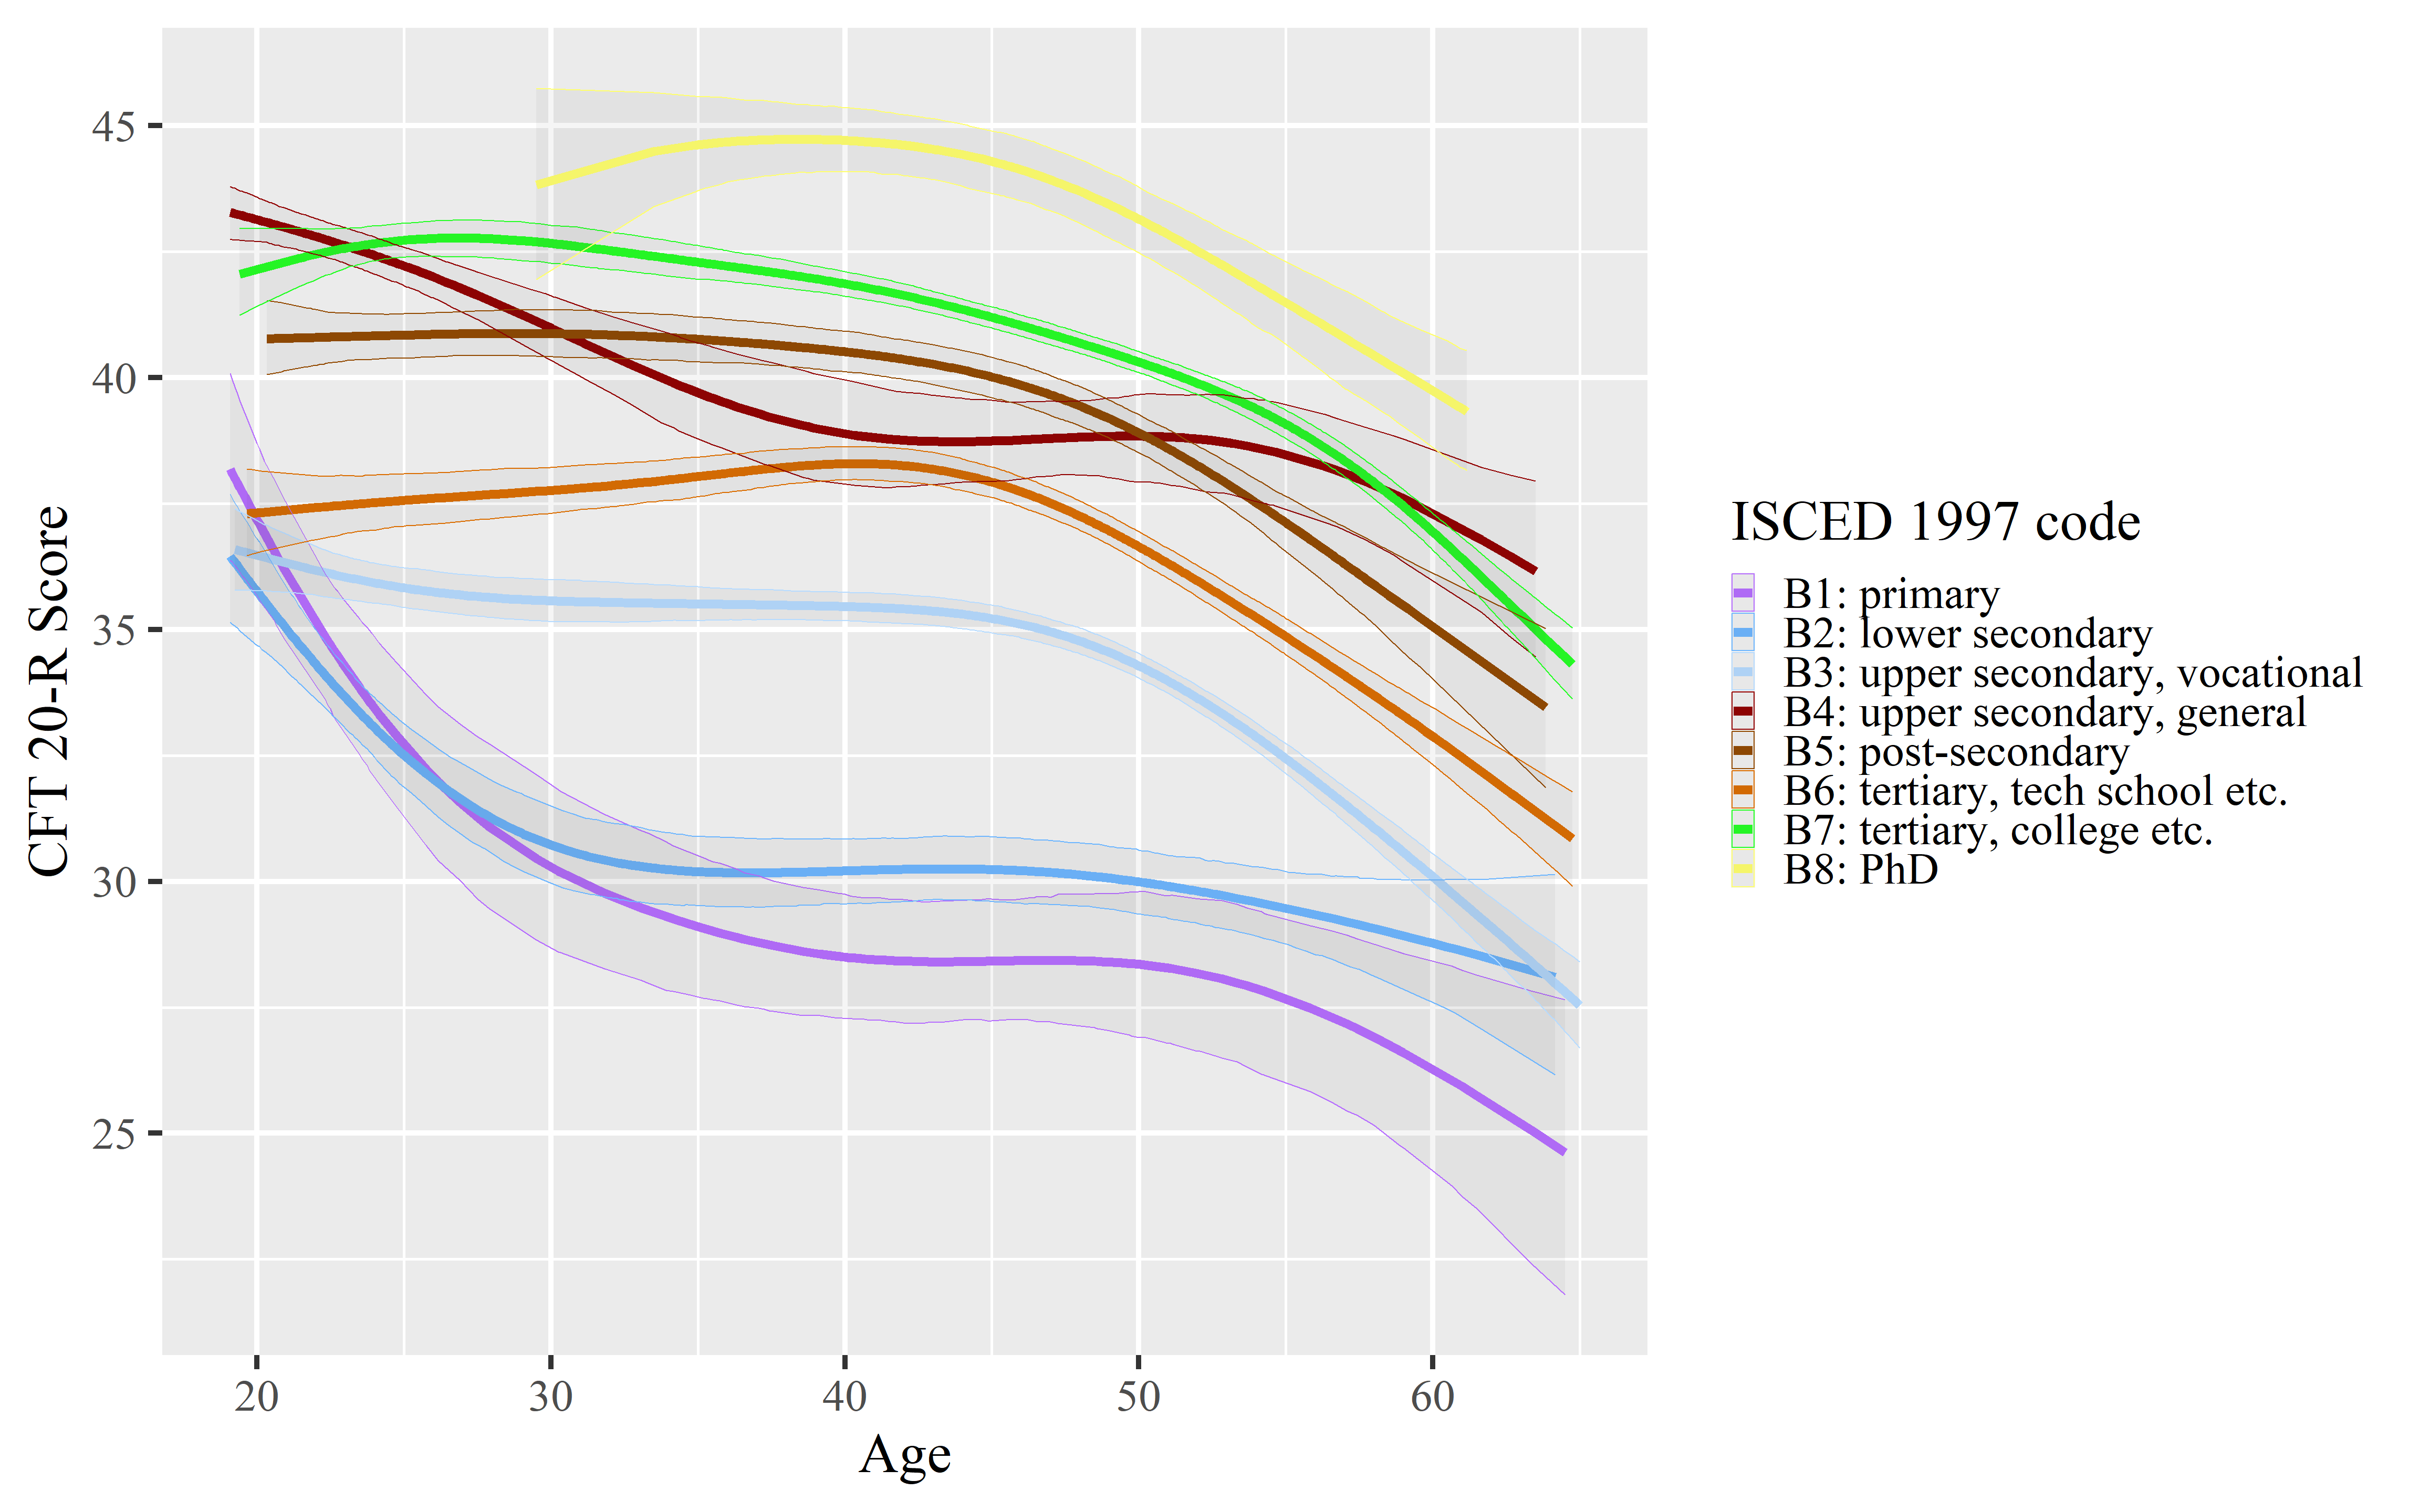 45
40
35
30
25
CFT 20-R Score
20 30 40 50 60
Age
ISCED 1997 code
B1: primary
B2: lower secondary
B3: upper secondary, vocational
B4: upper secondary, general
B5: post-secondary
B6: tertiary, tech school etc.
B7: tertiary, college etc.
B8: PhD